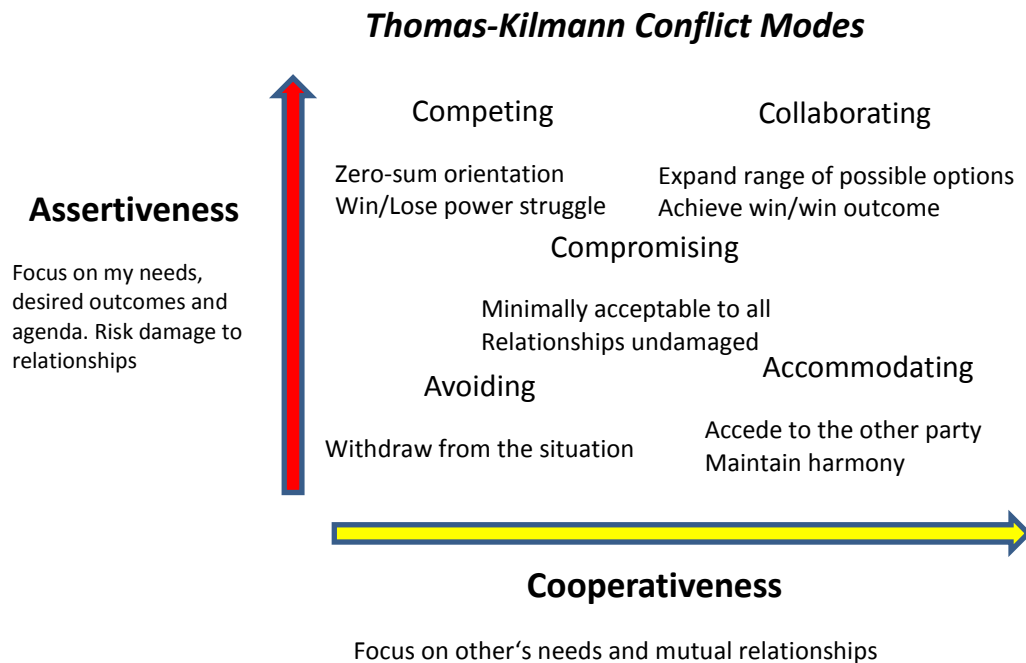 Thomas-Kilmann Conflict Modes
Competing
Collaborating
Zero-sum orientation
Win/Lose power struggle
Expand range of possible options
Achieve win/win outcome
Assertiveness
Focus on my needs,
desired outcomes and
agenda. Risk damage to
relationships
Compromising
Minimally acceptable to all
Relationships undamaged
Avoiding
Accommodating
Withdraw from the situation
Accede to the other party
Maintain harmony
Cooperativeness
Focus on other‘s needs and mutual relationships